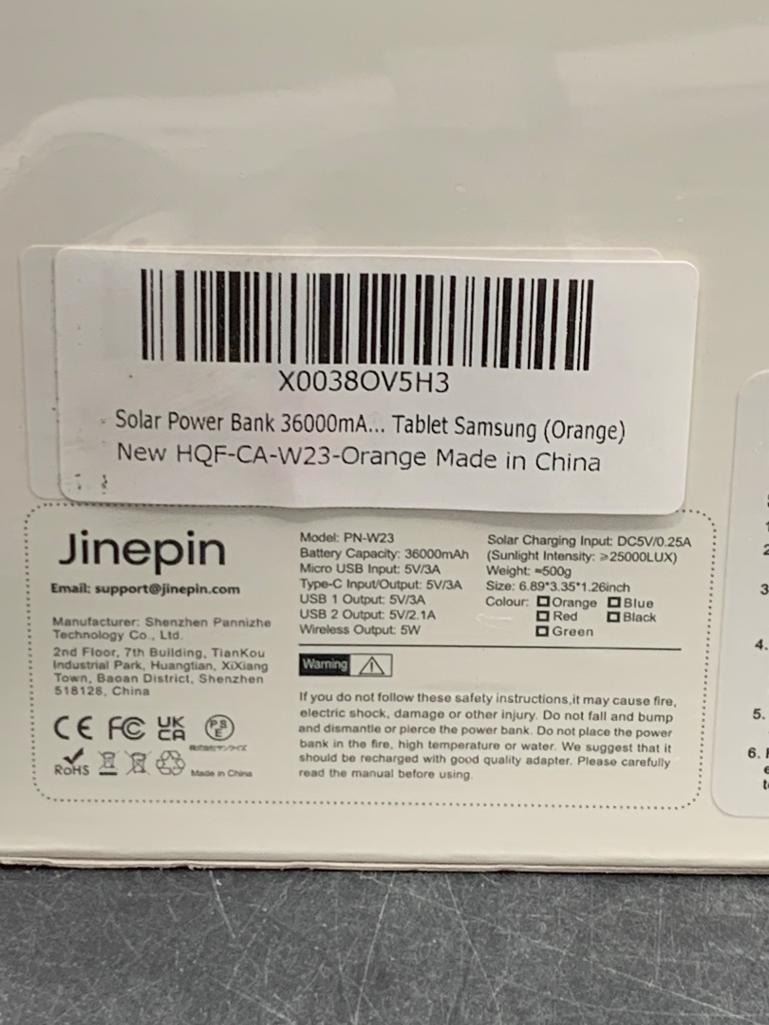 X0038OV5H3
Solar Power Bank 36000mA... Tablet Samsung (Orange)
New HQF-CA-W23-Orange Made in China
Jinepin
Email: support@jinepin.com
Manufacturer: Shenzhen Pannizhe
Technology Co., Ltd.
2nd Floor, 7th Building, TianKou
Industrial Park, Huangtian, XiXiang
Town, Baoan District, Shenzhen
518128, China
CE FC UK CA PSE
RoHS
Made in China
Model: PN-W23
Battery Capacity: 36000mAh
Micro USB Input: 5V/3A
Type-C Input/Output: 5V/3A
USB 1 Output: 5V/3A
USB 2 Output: 5V/2.1A
Wireless Output: 5W
Solar Charging Input: DC5V/0.25A
(Sunlight Intensity: ≥25000LUX)
Weight: ≈500g
Size: 6.89*3.35*1.26inch
Colour: Orange Blue
Red Black
Green
Warning
If you do not follow these safety instructions,it may cause fire,
electric shock, damage or other injury. Do not fall and bump
and dismantle or pierce the power bank. Do not place the power
bank in the fire, high temperature or water. We suggest that it
should be recharged with good quality adapter. Please carefully
read the manual before using.
2
3
4.
5.
6.